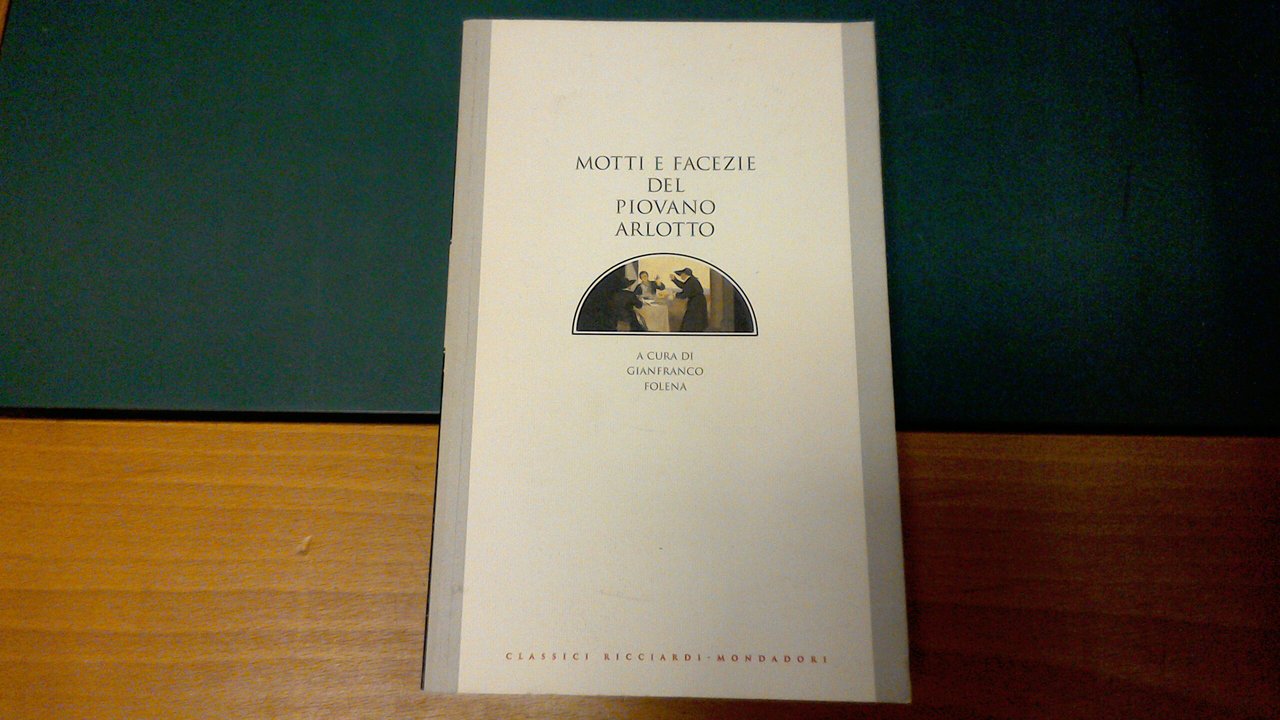 MOTTI E FACEZIE
DEL
PIOVANO
ARLOTTO
A CURA DI
GIANFRANCO
FOLENA
CLASSICI RICCIARDI-MONDADORI